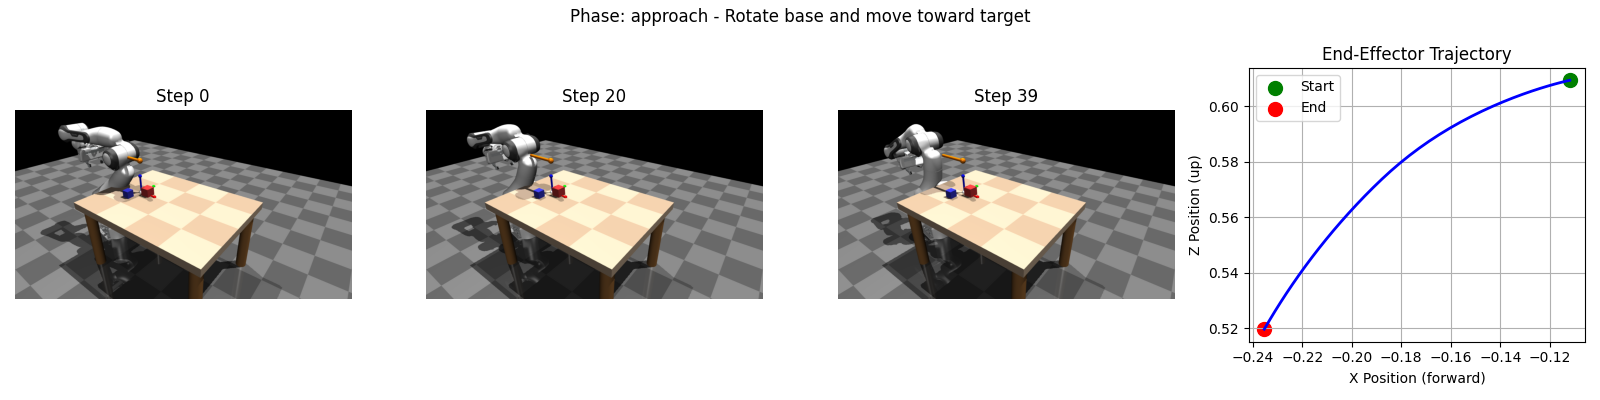 Phase: approach - Rotate base and move toward target
Step 0
Step 20
Step 39
End-Effector Trajectory
Start
End
Z Position (up)
0.60
0.58
0.56
0.54
0.52
−0.24
−0.22
−0.20
−0.18
−0.16
−0.14
−0.12
X Position (forward)